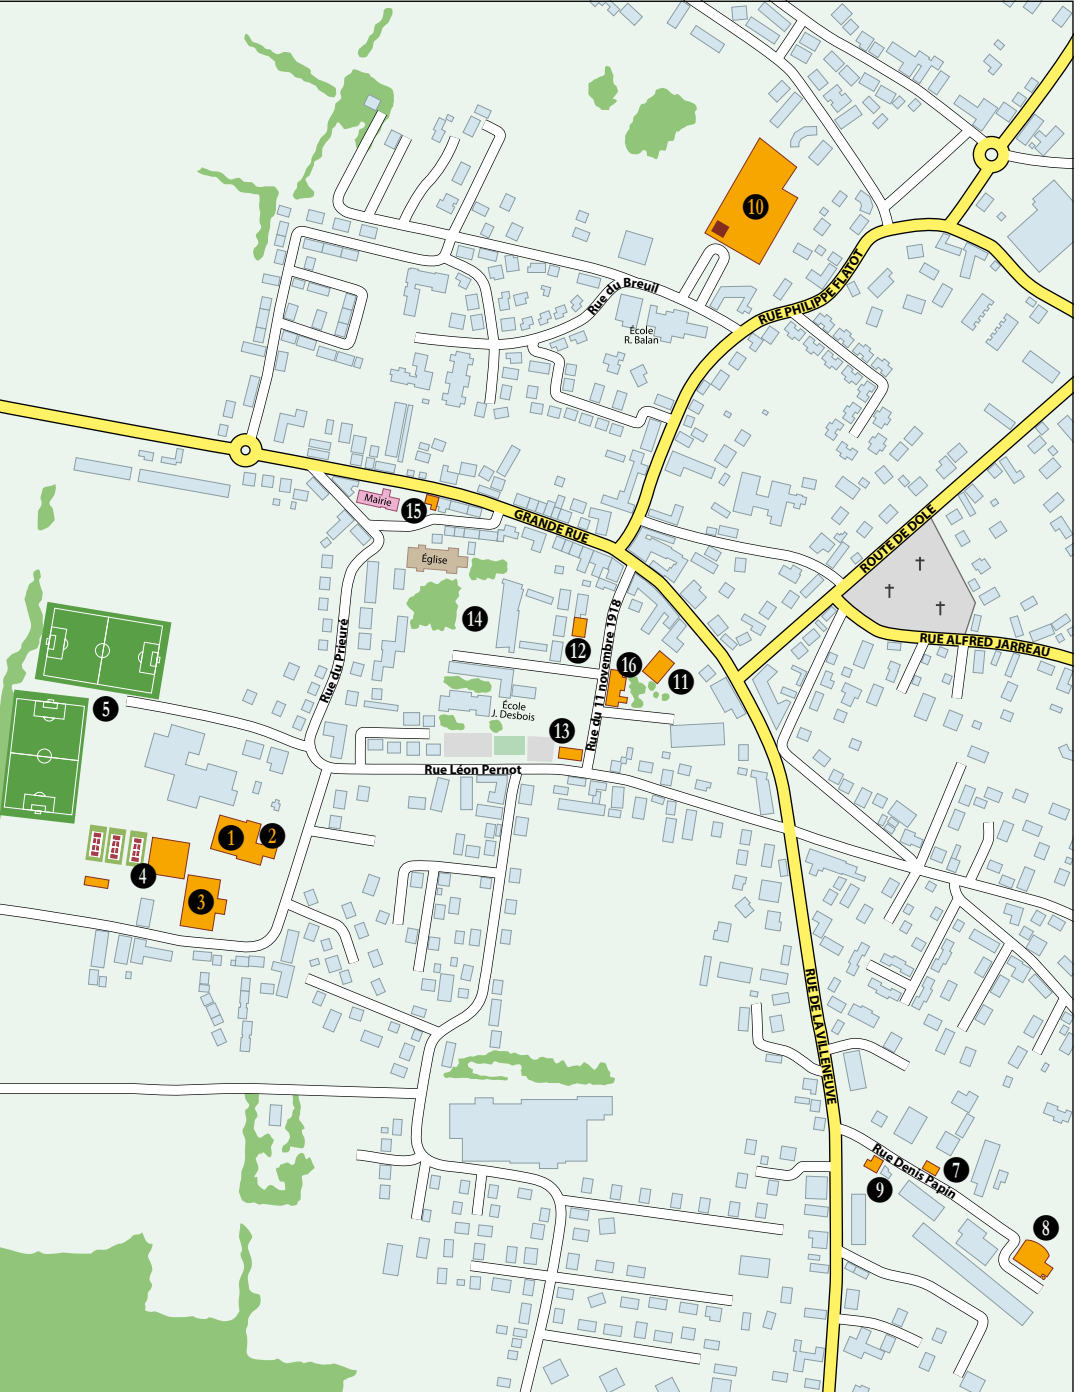 10
RUE PHILIPPE FLATOT
Rue du Breuil
École
R. Balan
Mairie
15
GRANDE RUE
ROUTE DE DOLE
Église
14
12
RUE ALFRED JARREAU
Rue du Prieuré
16
11
Rue du 11 novembre 1918
5
École
J. Desbois
13
Rue Léon Pernot
1
2
4
3
RUE DE LA VILLENEUVE
Rue Denis Papin
7
9
8